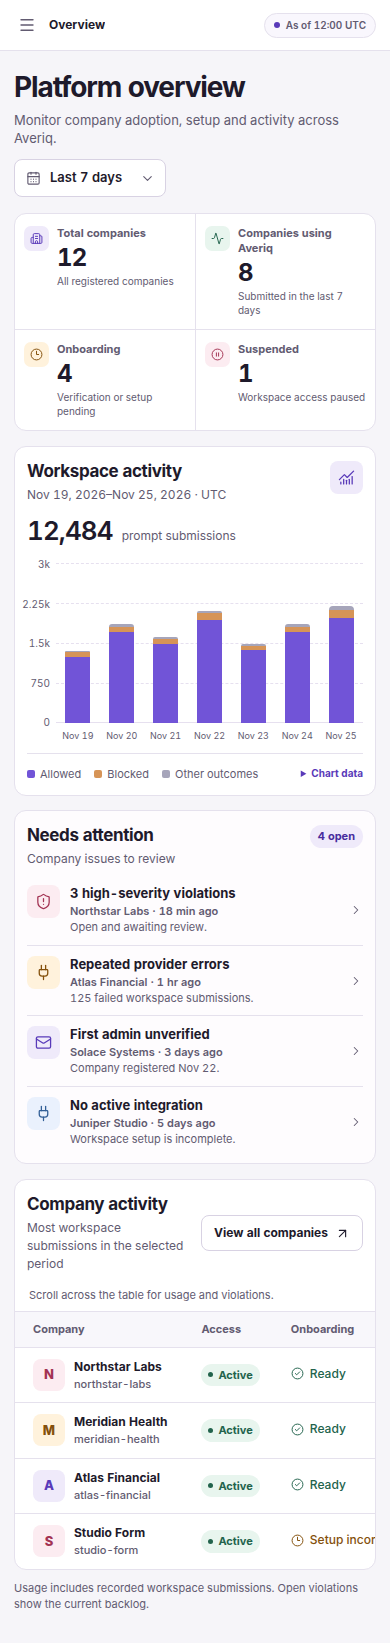 Overview
As of 12:00 UTC
Platform overview
Monitor company adoption, setup and activity across
Averiq.
Last 7 days
Total companies
12
All registered companies
Companies using
Averiq
8
Submitted in the last 7
days
Onboarding
4
Verification or setup
pending
Suspended
1
Workspace access paused
Workspace activity
Nov 19, 2026–Nov 25, 2026 · UTC
12,484 prompt submissions
3k
2.25k
1.5k
750
0
Nov 19 Nov 20 Nov 21 Nov 22 Nov 23 Nov 24 Nov 25
Allowed Blocked Other outcomes
Chart data
Needs attention
4 open
Company issues to review
3 high-severity violations
Northstar Labs · 18 min ago
Open and awaiting review.
Repeated provider errors
Atlas Financial · 1 hr ago
125 failed workspace submissions.
First admin unverified
Solace Systems · 3 days ago
Company registered Nov 22.
No active integration
Juniper Studio · 5 days ago
Workspace setup is incomplete.
Company activity
Most workspace
submissions in the selected
period
View all companies
Scroll across the table for usage and violations.
Company Access Onboarding
N Northstar Labs Active Ready
northstar-labs
M Meridian Health Active Ready
meridian-health
A Atlas Financial Active Ready
atlas-financial
S Studio Form Active Setup incor
studio-form
Usage includes recorded workspace submissions. Open violations
show the current backlog.